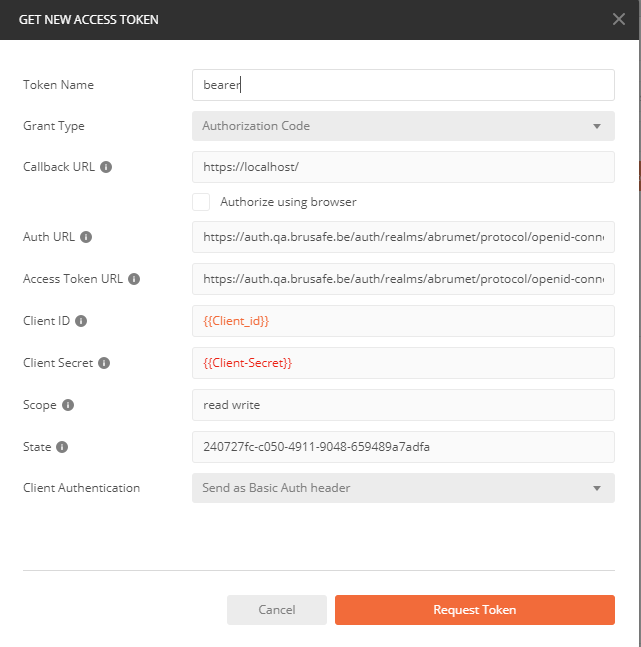 GET NEW ACCESS TOKEN
Token Name
bearer
Grant Type
Authorization Code
Callback URL
https://localhost/
Authorize using browser
Auth URL
https://auth.qa.brusafe.be/auth/realms/abrumet/protocol/openid-conn
Access Token URL
https://auth.qa.brusafe.be/auth/realms/abrumet/protocol/openid-conn
Client ID
{{Client_id}}
Client Secret
{{Client-Secret}}
Scope
read write
State
240727fc-c050-4911-9048-659489a7adfa
Client Authentication
Send as Basic Auth header
Cancel
Request Token